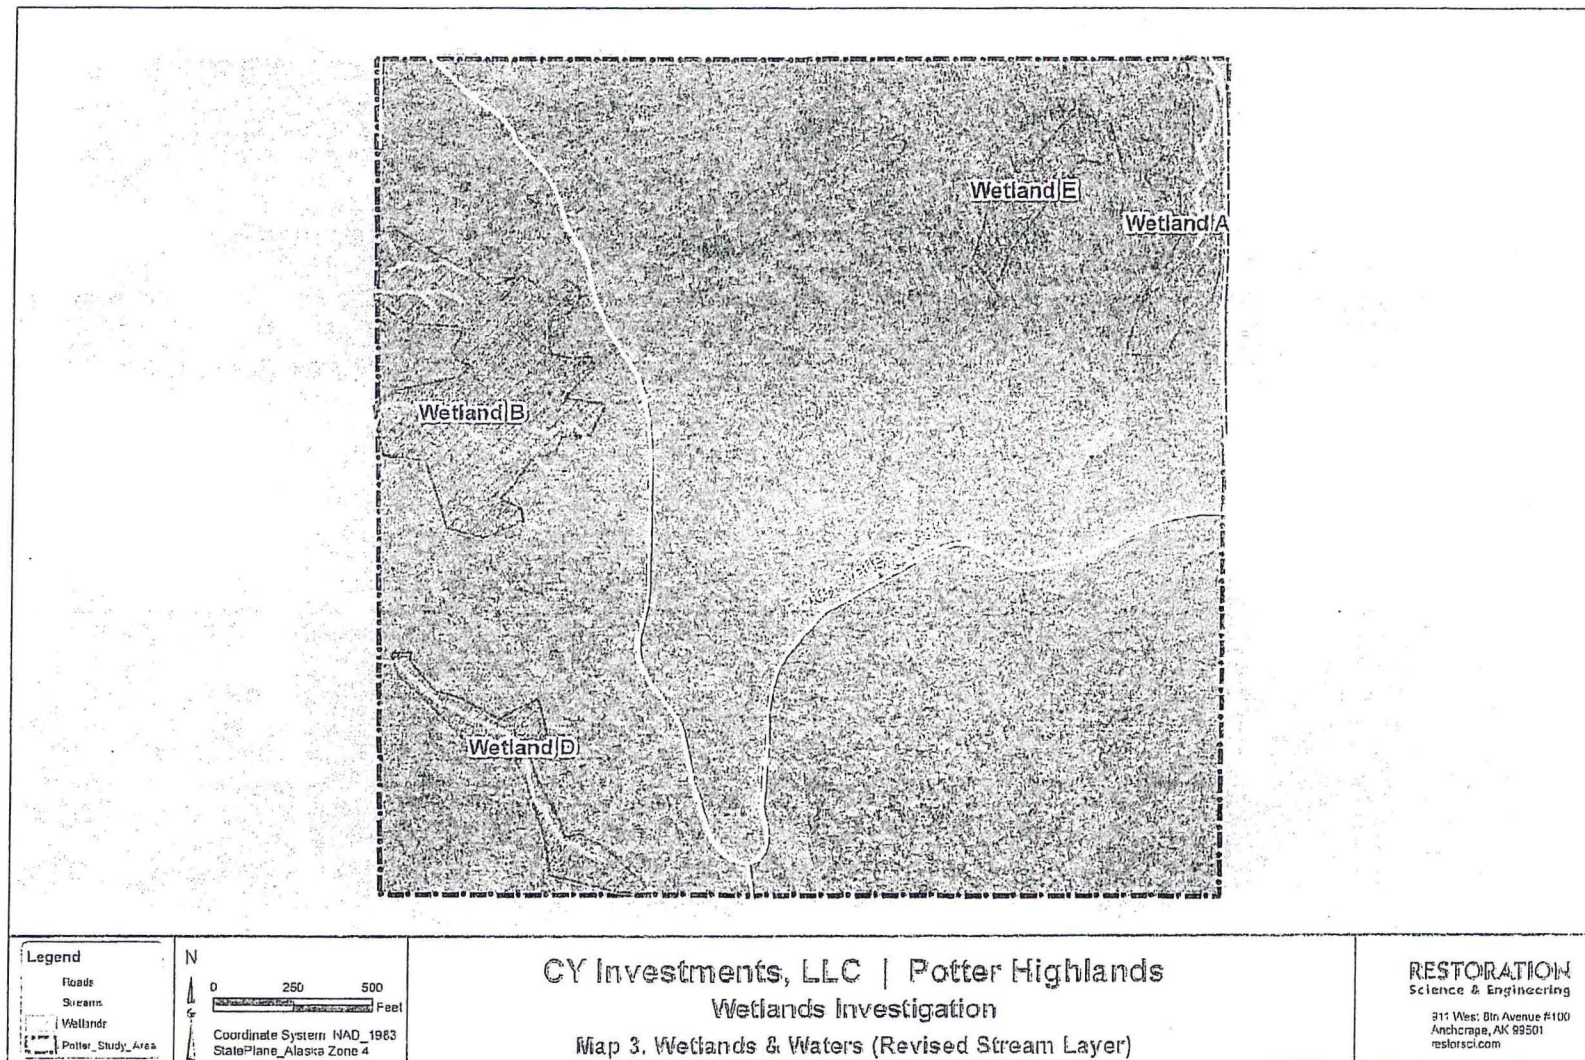 Wetland E
Wetland A
Wetland B
Wetland D
Legend
Roads
Streams
Wetlands
Potter_Study_Area
N
0 250 500
Feet
Coordinate System: NAD_1983
StatePlane_Alaska Zone 4
CY Investments, LLC | Potter Highlands
Wetlands Investigation
Map 3. Wetlands & Waters (Revised Stream Layer)
RESTORATION
Science & Engineering
911 West 8th Avenue #100
Anchorage, AK 99501
restorsci.com